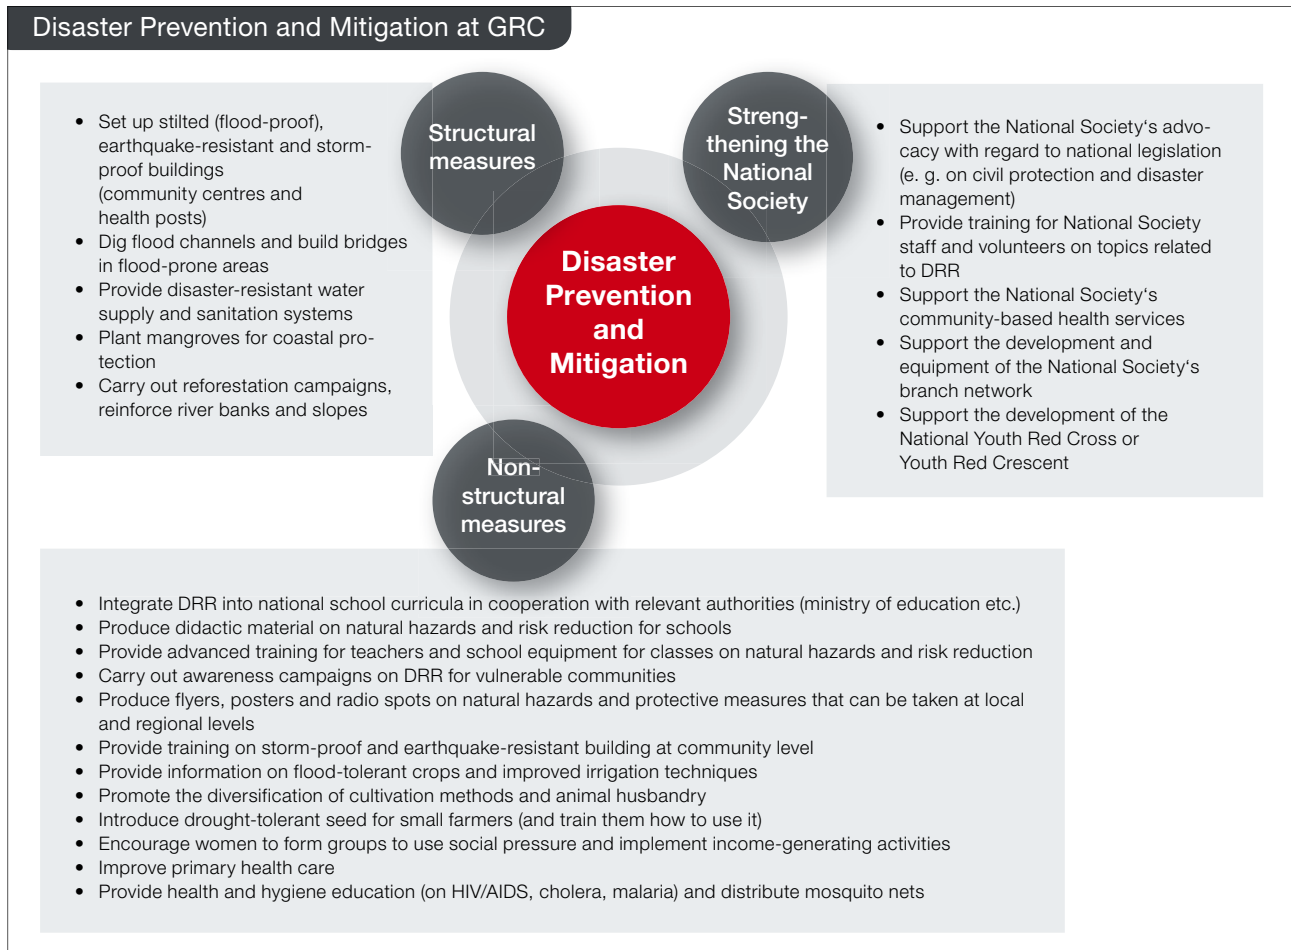 Disaster Prevention and Mitigation at GRC
Structural
measures
• Set up stilted (flood-proof),
earthquake-resistant and storm-
proof buildings
(community centres and
health posts)
• Dig flood channels and build bridges
in flood-prone areas
• Provide disaster-resistant water
supply and sanitation systems
• Plant mangroves for coastal pro-
tection
• Carry out reforestation campaigns,
reinforce river banks and slopes
Disaster
Prevention
and
Mitigation
Streng-
thening the
National
Society
• Support the National Society‘s advo-
cacy with regard to national legislation
(e. g. on civil protection and disaster
management)
• Provide training for National Society
staff and volunteers on topics related
to DRR
• Support the National Society‘s
community-based health services
• Support the development and
equipment of the National Society‘s
branch network
• Support the development of the
National Youth Red Cross or
Youth Red Crescent
Non-
structural
measures
• Integrate DRR into national school curricula in cooperation with relevant authorities (ministry of education etc.)
• Produce didactic material on natural hazards and risk reduction for schools
• Provide advanced training for teachers and school equipment for classes on natural hazards and risk reduction
• Carry out awareness campaigns on DRR for vulnerable communities
• Produce flyers, posters and radio spots on natural hazards and protective measures that can be taken at local
and regional levels
• Provide training on storm-proof and earthquake-resistant building at community level
• Provide information on flood-tolerant crops and improved irrigation techniques
• Promote the diversification of cultivation methods and animal husbandry
• Introduce drought-tolerant seed for small farmers (and train them how to use it)
• Encourage women to form groups to use social pressure and implement income-generating activities
• Improve primary health care
• Provide health and hygiene education (on HIV/AIDS, cholera, malaria) and distribute mosquito nets